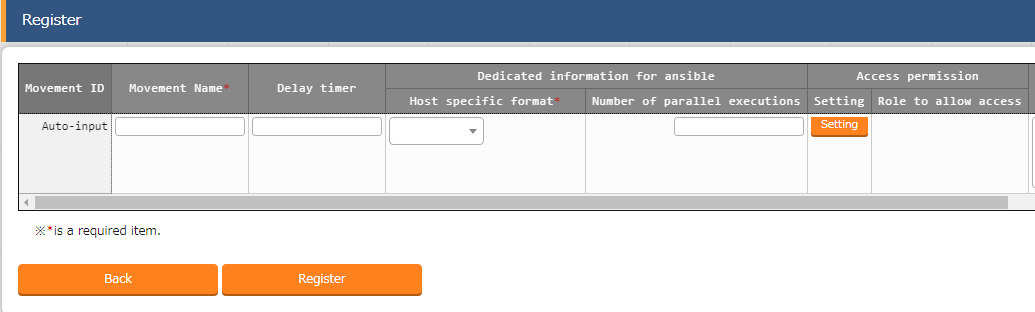 Register
Dedicated information for ansible Access permission
Movement ID Movement Name* Delay timer
Host specific format* Number of parallel executions Setting Role to allow access
Auto-input Setting
※*is a required item.
Back Register